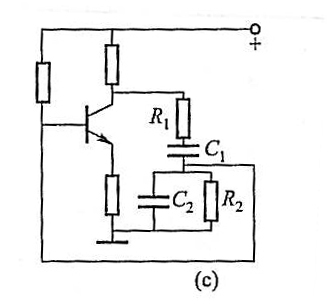 +
R₁
C₁
C₂
R₂
(c)